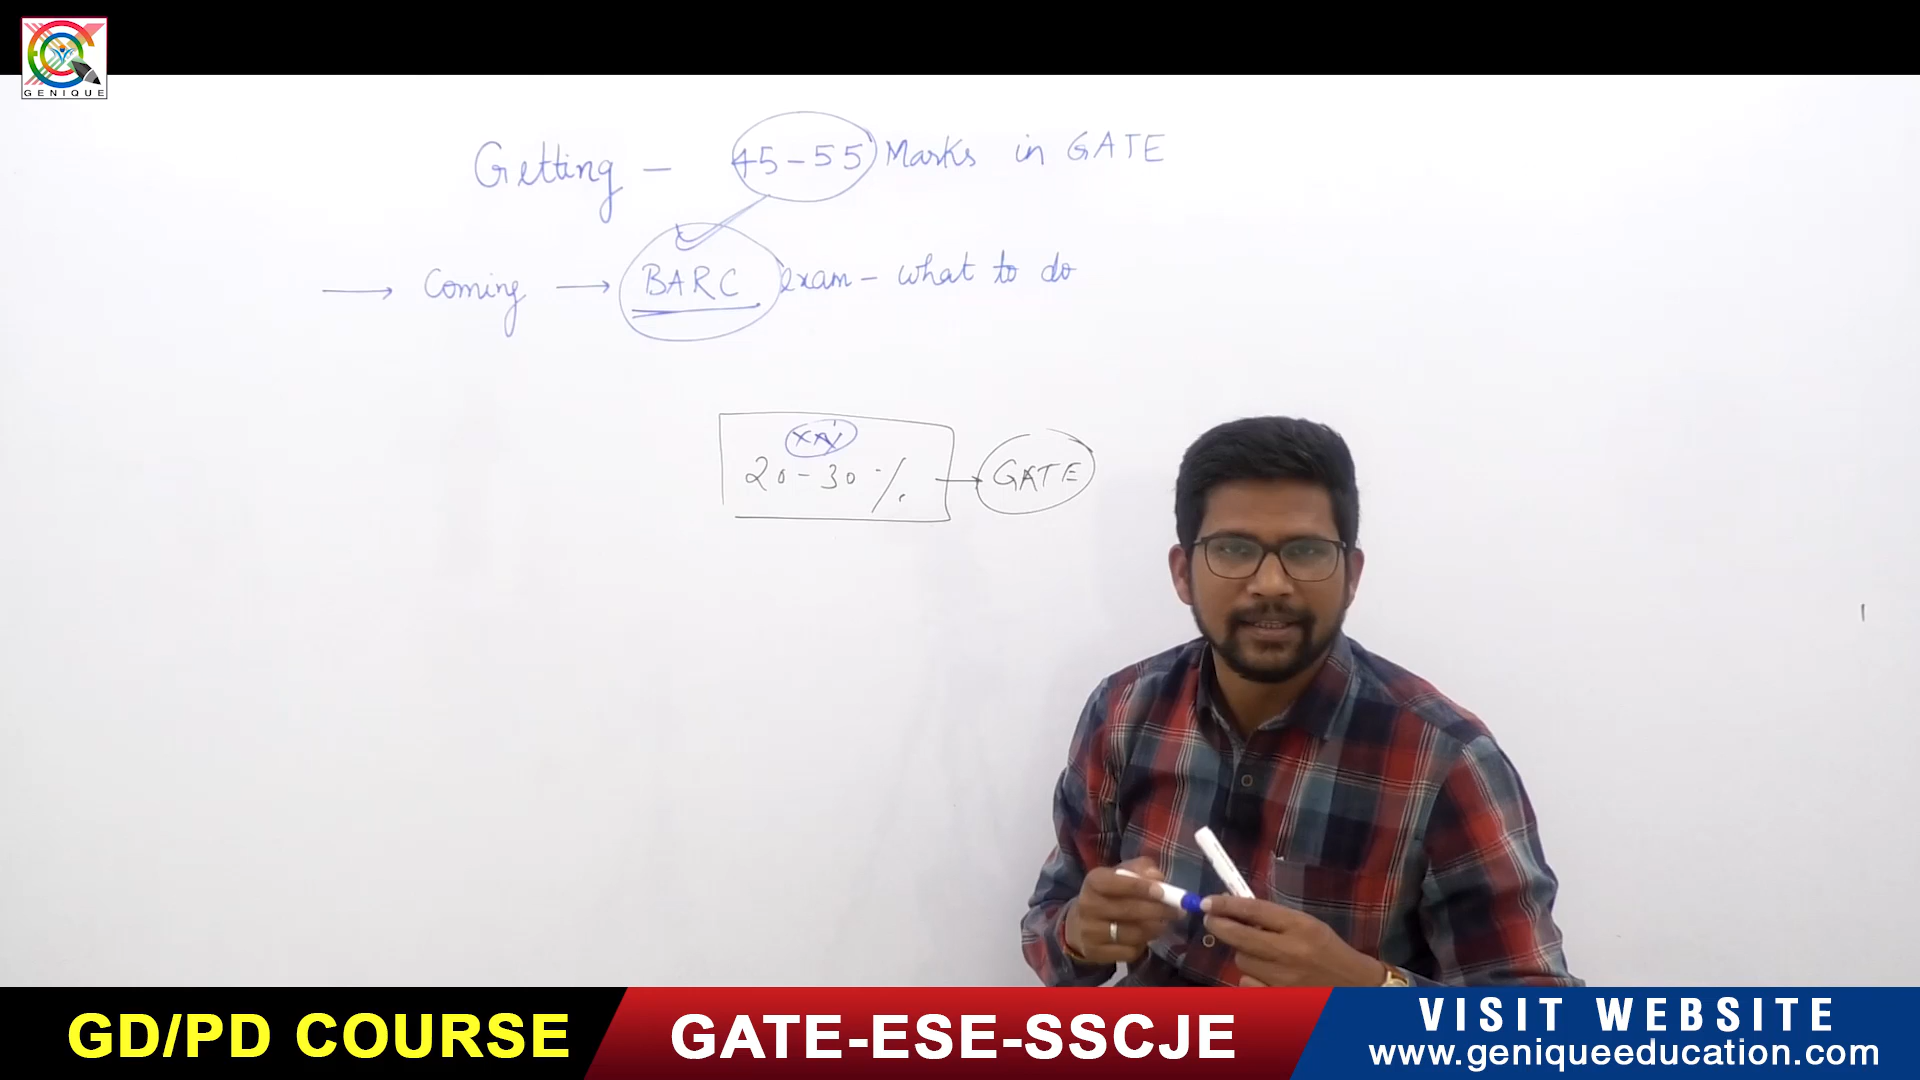 GENIQUE
Getting - 45-55 Marks in GATE
Coming → BARC exam - what to do
20-30 % → GATE
GD/PD COURSE
GATE-ESE-SSCJE
VISIT WEBSITE
www.geniqueeducation.com